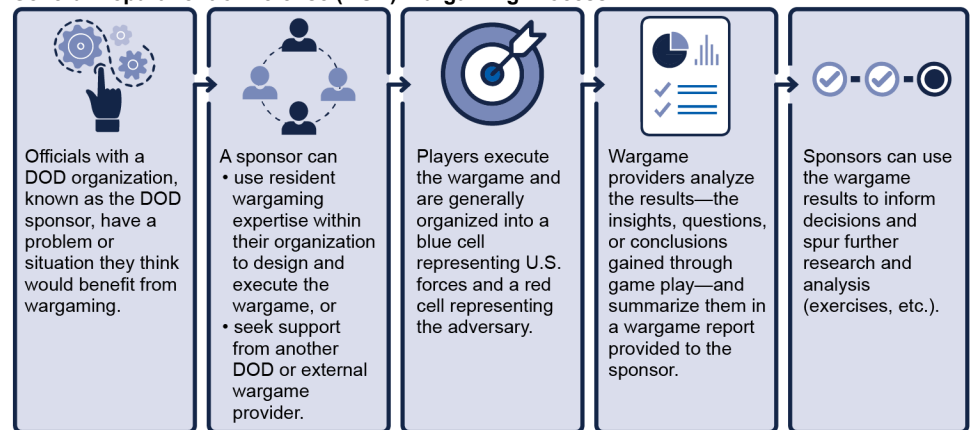 Officials with a
DOD organization,
known as the DOD
sponsor, have a
problem or
situation they think
would benefit from
wargaming.
A sponsor can
• use resident
wargaming
expertise within
their organization
to design and
execute the
wargame, or
• seek support
from another
DOD or external
wargame
provider.
Players execute
the wargame and
are generally
organized into a
blue cell
representing U.S.
forces and a red
cell representing
the adversary.
Wargame
providers analyze
the results—the
insights, questions,
or conclusions
gained through
game play—and
summarize them in
a wargame report
provided to the
sponsor.
Sponsors can use
the wargame
results to inform
decisions and
spur further
research and
analysis
(exercises, etc.).